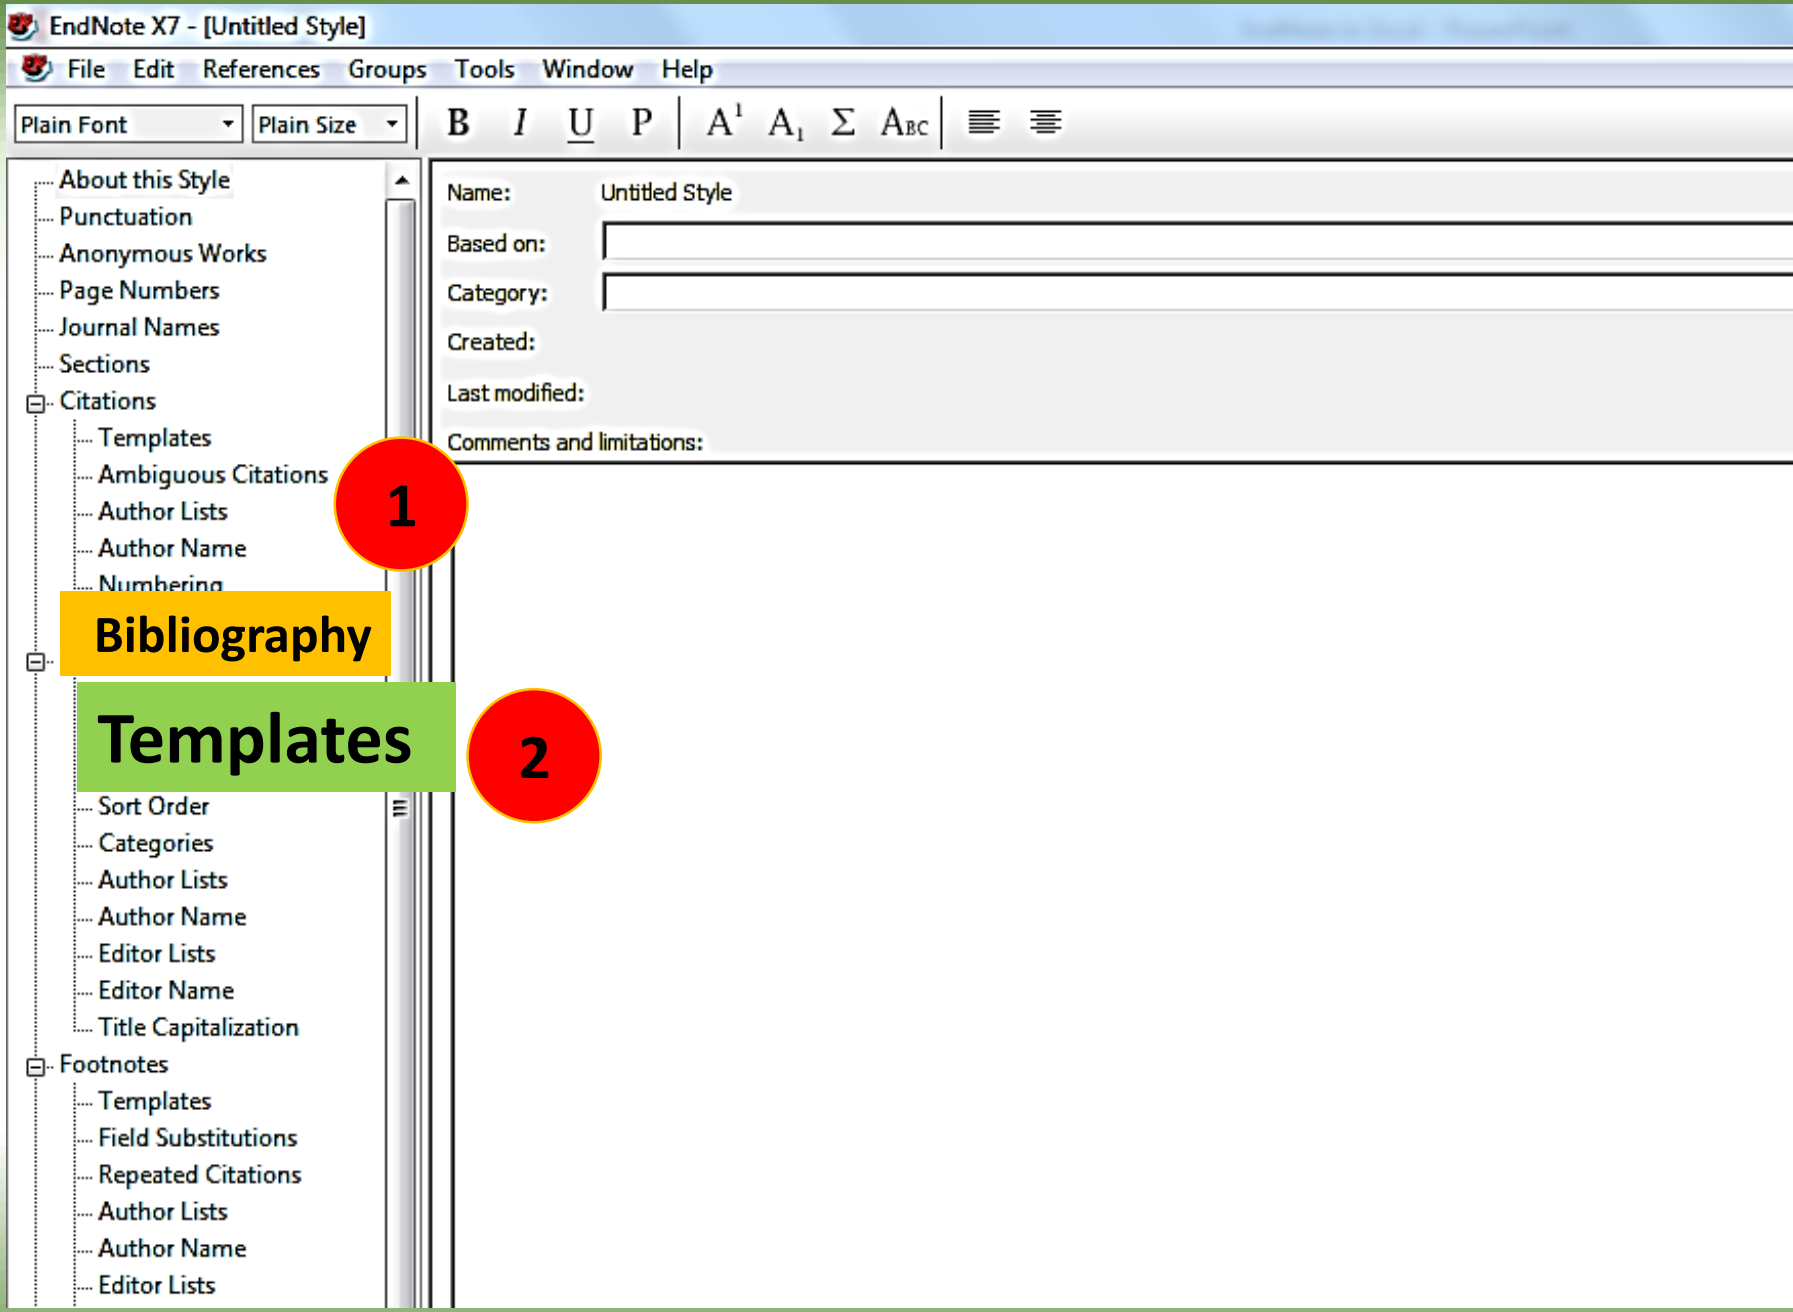 EndNote X7 - [Untitled Style]
File Edit References Groups Tools Window Help
Plain Font Plain Size B I U P A¹ A₁ Σ ABC
About this Style
Punctuation
Anonymous Works
Page Numbers
Journal Names
Sections
Citations
Templates
Ambiguous Citations
Author Lists
Author Name
Numbering
1
Bibliography
Templates
2
Sort Order
Categories
Author Lists
Author Name
Editor Lists
Editor Name
Title Capitalization
Footnotes
Templates
Field Substitutions
Repeated Citations
Author Lists
Author Name
Editor Lists
Name: Untitled Style
Based on:
Category:
Created:
Last modified:
Comments and limitations: